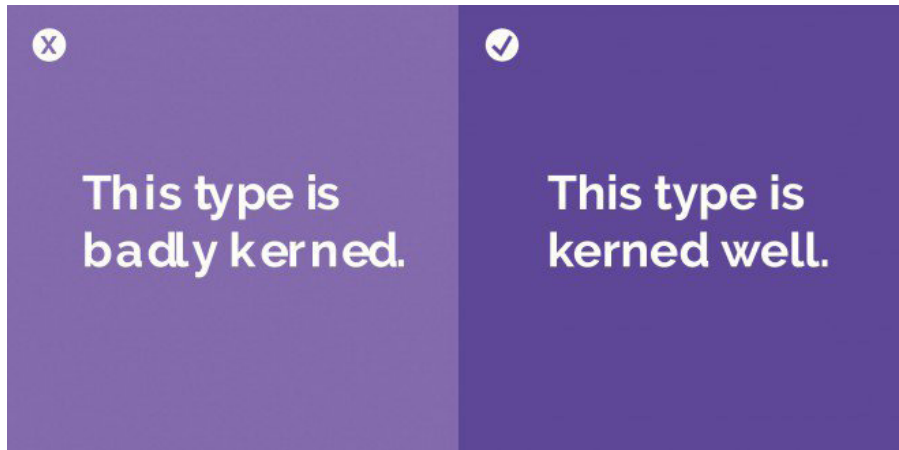 X
This type is
badly kerned.
✓
This type is
kerned well.